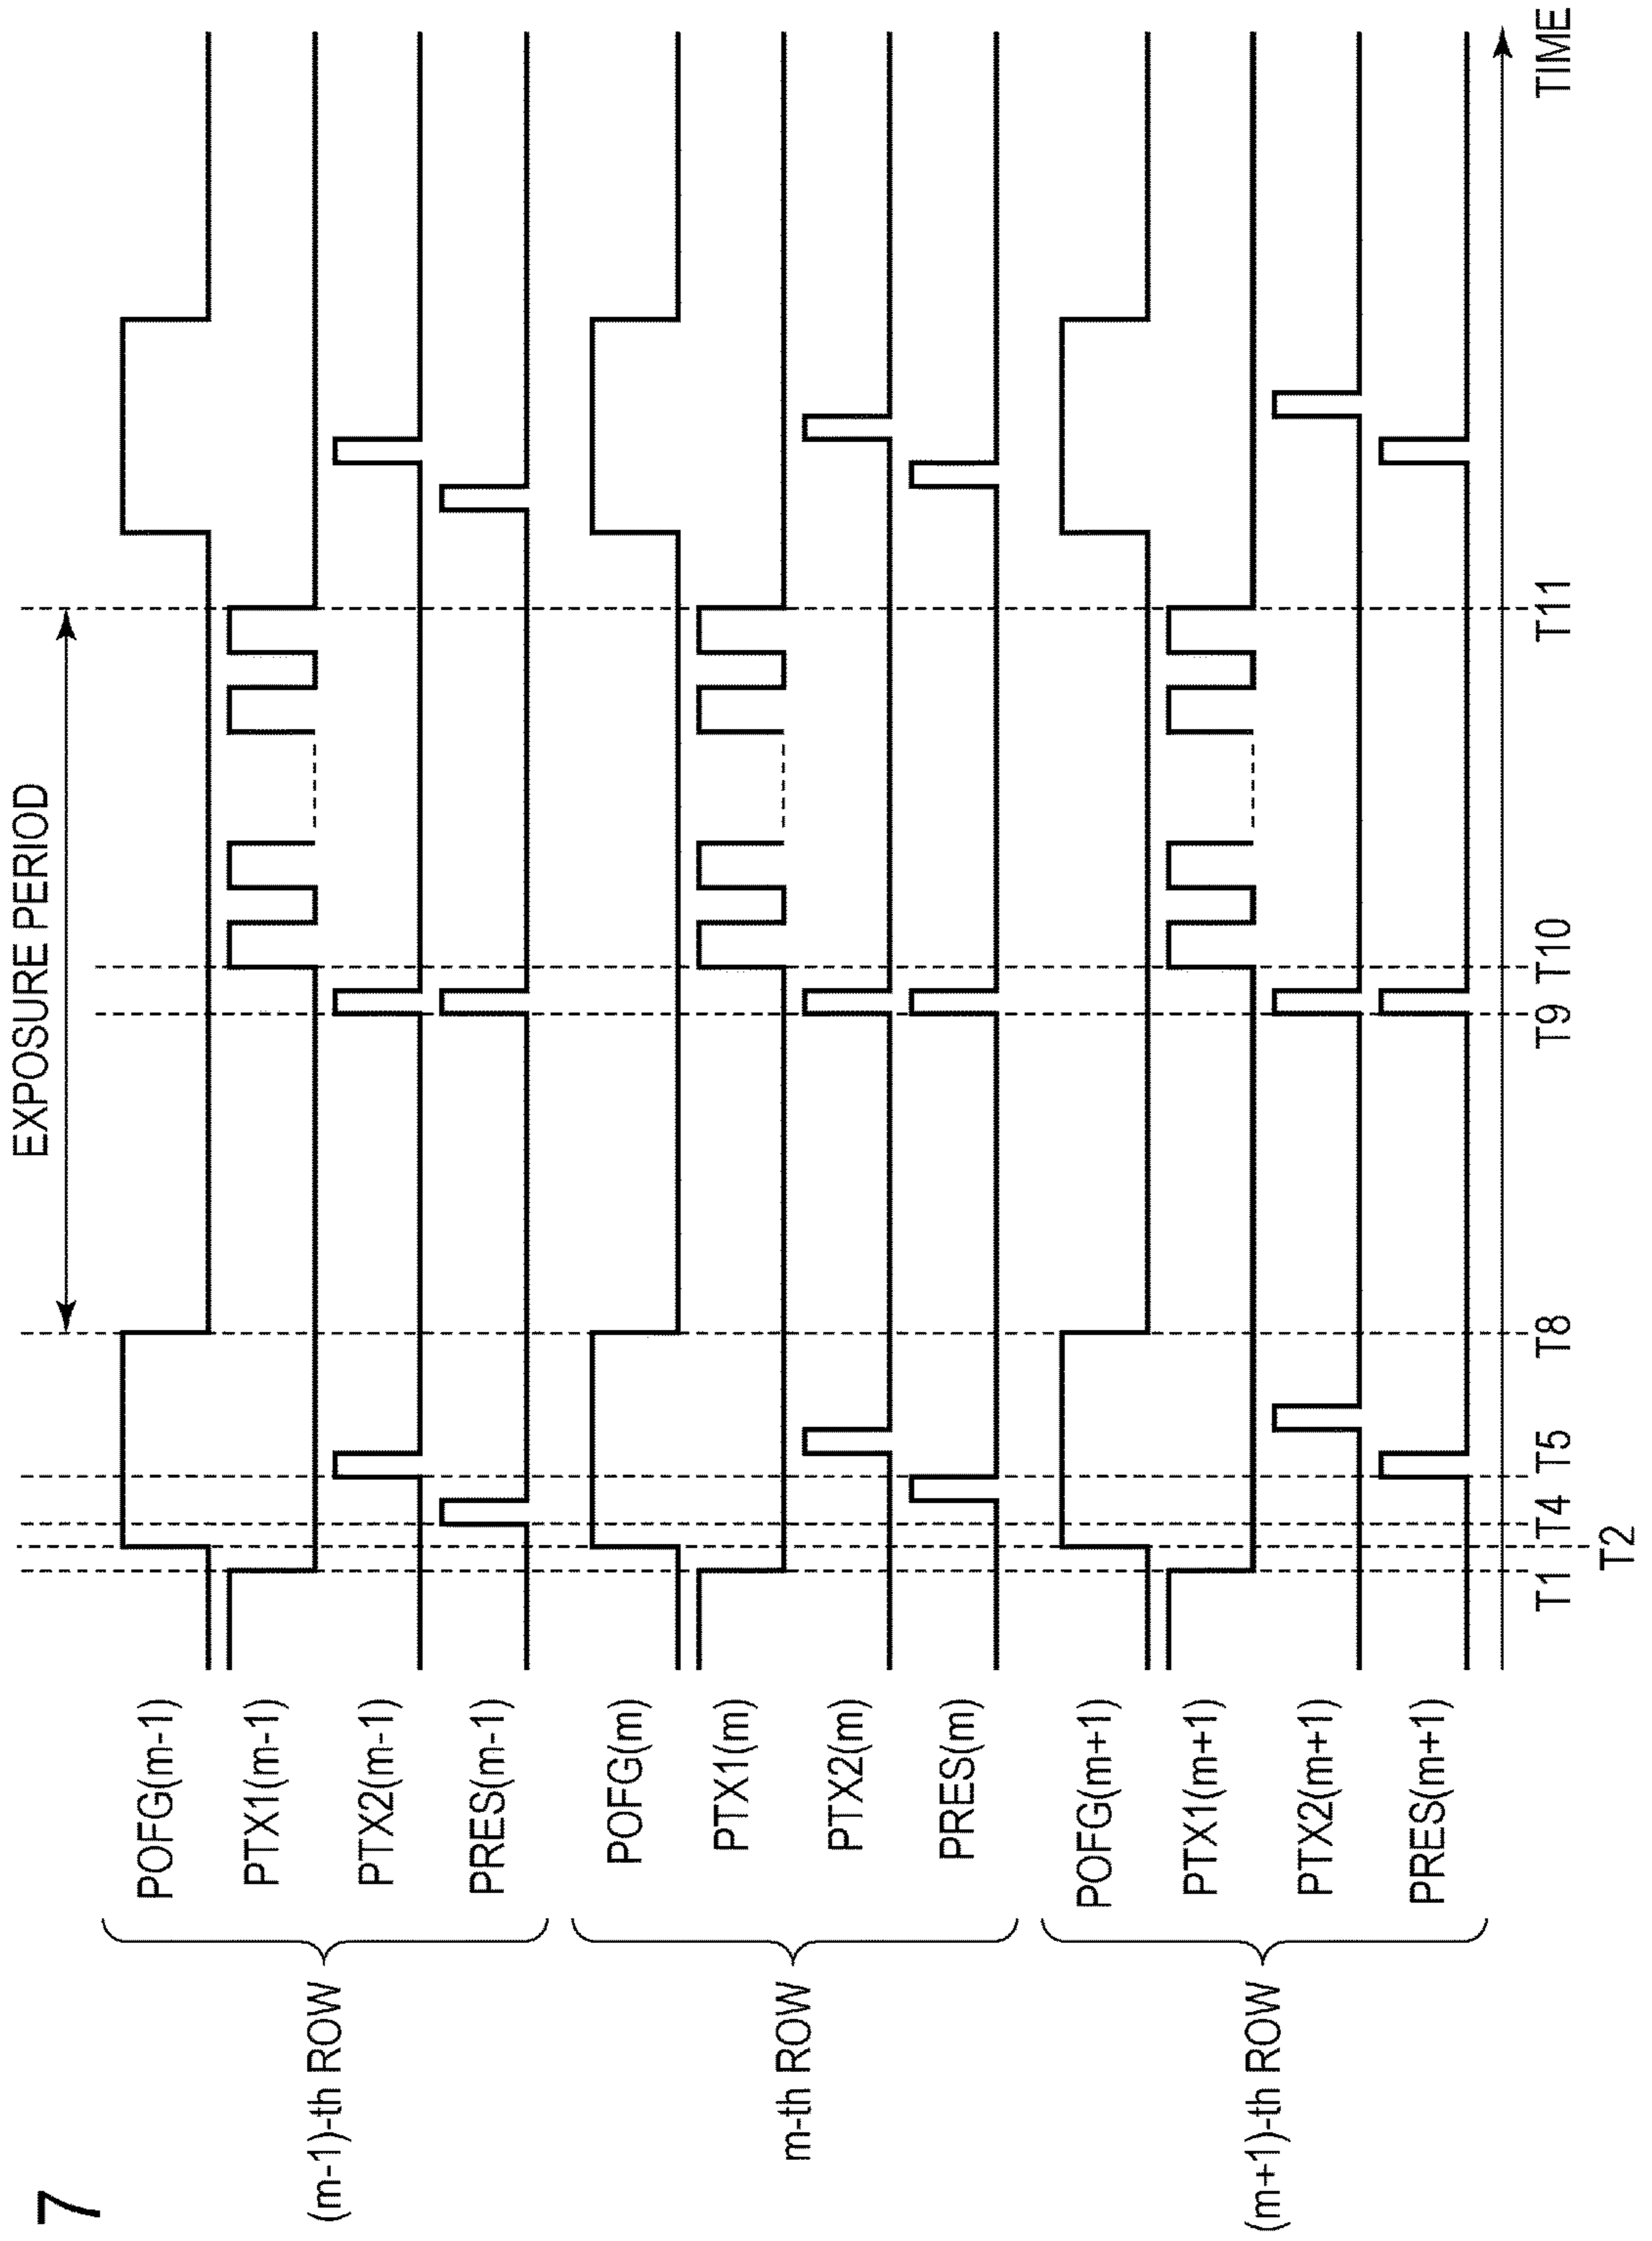 7
EXPOSURE PERIOD
(m-1)-th ROW
POFG(m-1)
PTX1(m-1)
PTX2(m-1)
PRES(m-1)
m-th ROW
POFG(m)
PTX1(m)
PTX2(m)
PRES(m)
(m+1)-th ROW
POFG(m+1)
PTX1(m+1)
PTX2(m+1)
PRES(m+1)
T1 T4 T5 T8 T9 T10 T11 TIME
T2